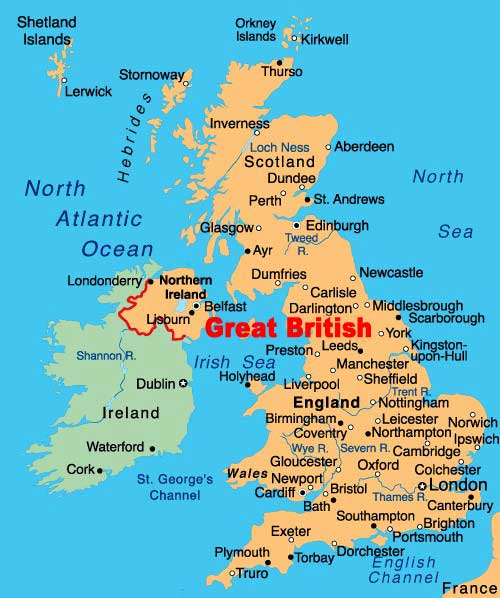 Shetland
Islands
Lerwick
Orkney
Islands
Kirkwell
Thurso
Stornoway
Hebrides
Inverness
Loch Ness
Scotland
Aberdeen
Dundee
Perth
St. Andrews
North
Atlantic
Ocean
North
Sea
Glasgow
Edinburgh
Tweed
R.
Ayr
Dumfries
Newcastle
Londonderry
Northern
Ireland
Belfast
Lisburn
Carlisle
Darlington
Middlesbrough
Scarborough
Great British
York
Kingston-
upon-Hull
Preston
Leeds
Shannon R.
Irish Sea
Manchester
Sheffield
Holyhead
Liverpool
Trent R.
Dublin
Ireland
England
Nottingham
Birmingham
Leicester
Norwich
Coventry
Northampton
Ipswich
Waterford
Wye R.
Severn R.
Cambridge
Cork
Wales
Gloucester
Oxford
Colchester
St. George's
Channel
Newport
London
Cardiff
Bristol
Thames R.
Bath
Canterbury
Southampton
Brighton
Exeter
Portsmouth
Plymouth
Dorchester
Torbay
Truro
English
Channel
France